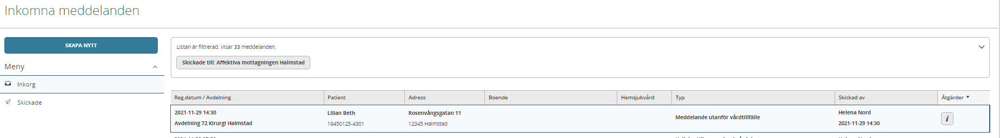 Inkomna meddelanden
SKAPA NYTT
Meny
Inkorg
Skickade
Listan är filtrerad. Visar 33 meddelanden.
Skickade till: Affektiva mottagningen Halmstad
Reg.datum / Avdelning Patient Adress Boende Hemsjukvård Typ Skickad av Åtgärder
2021-11-29 14:30 Lilian Beth Rosenvångsgatan 11 Meddelande utanför vårdtillfälle Helena Nord i
Avdelning 72 Kirurgi Halmstad 19450125-4301 12345 Halmstad 2021-11-29 14:30